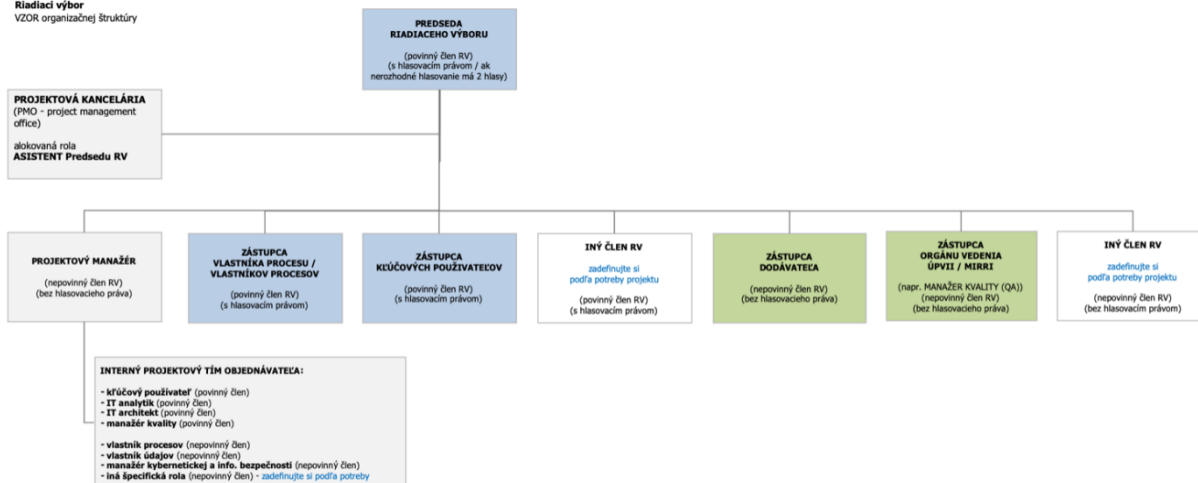 Riadiaci výbor
VZOR organizačnej štruktúry
PREDSEDA
RIADIACEHO VÝBORU
(povinný člen RV)
(s hlasovacím právom / ak
nerozhodné hlasovanie má 2 hlasy)
PROJEKTOVÁ KANCELÁRIA
(PMO - project management
office)
alokovaná rola
ASISTENT Predsedu RV
PROJEKTOVÝ MANAŽÉR
(nepovinný člen RV)
(bez hlasovacieho práva)
ZÁSTUPCA
VLASTNÍKA PROCESU /
VLASTNÍKOV PROCESOV
(povinný člen RV)
(s hlasovacím právom)
ZÁSTUPCA
KĽÚČOVÝCH POUŽÍVATEĽOV
(povinný člen RV)
(s hlasovacím právom)
INÝ ČLEN RV
zadefinujte si
podľa potreby projektu
(povinný člen RV)
(s hlasovacím právom)
ZÁSTUPCA
DODÁVATEĽA
(nepovinný člen RV)
(bez hlasovacieho práva)
ZÁSTUPCA
ORGÁNU VEDENIA
ÚPVII / MIRRI
(napr. MANAŽER KVALITY (QA))
(nepovinný člen RV)
(bez hlasovacieho práva)
INÝ ČLEN RV
zadefinujte si
podľa potreby projektu
(nepovinný člen RV)
(bez hlasovacím právom)
INTERNÝ PROJEKTOVÝ TÍM OBJEDNÁVATEĽA:
- kľúčový používateľ (povinný člen)
- IT analytik (povinný člen)
- IT architekt (povinný člen)
- manažér kvality (povinný člen)
- vlastník procesov (nepovinný člen)
- vlastník údajov (nepovinný člen)
- manažér kybernetickej a info. bezpečnosti (nepovinný člen)
- iná špecifická rola (nepovinný člen) - zadefinujte si podľa potreby